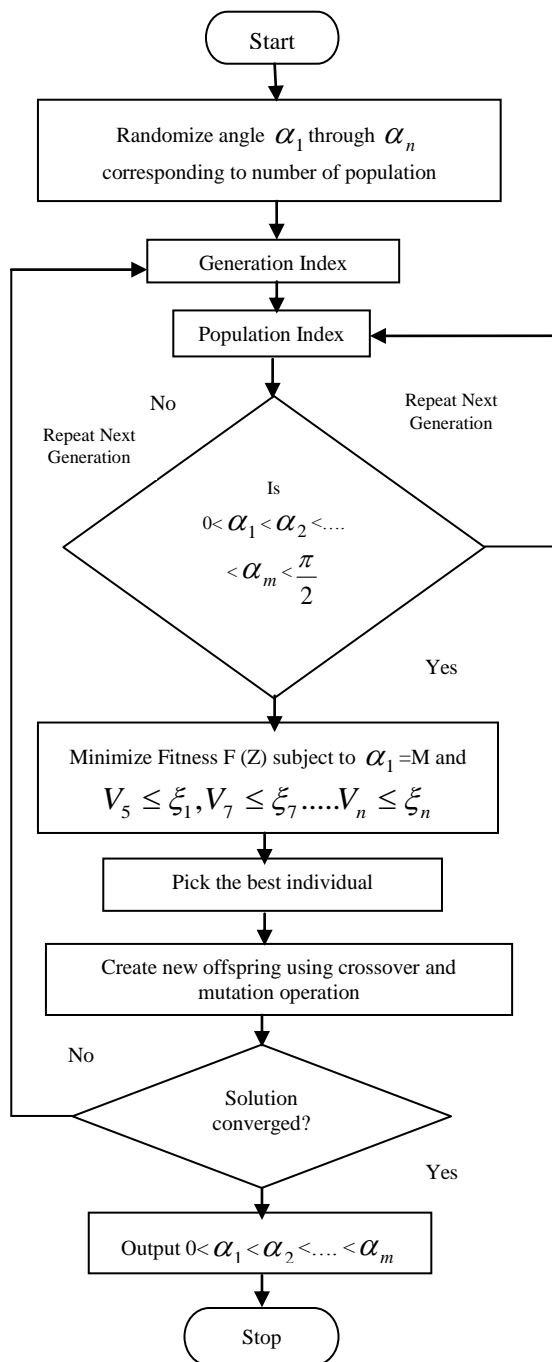 Start
Randomize angle α₁ through αₙ
corresponding to number of population
Generation Index
Population Index
No
Repeat Next
Generation
Repeat Next
Generation
Is
0< α₁ < α₂ <....
< αₘ < π/2
Yes
Minimize Fitness F (Z) subject to α₁ =M and
V₅ ≤ ξ₁, V₇ ≤ ξ₇ .....Vₙ ≤ ξₙ
Pick the best individual
Create new offspring using crossover and
mutation operation
No
Solution
converged?
Yes
Output 0< α₁ < α₂ <.... < αₘ
Stop